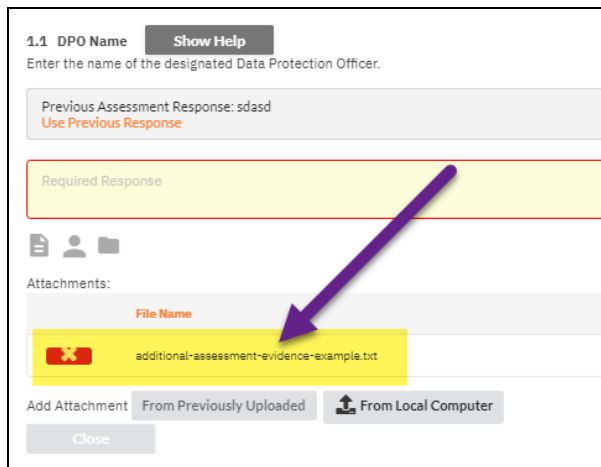 1.1 DPO Name Show Help
Enter the name of the designated Data Protection Officer.
Previous Assessment Response: sdasd
Use Previous Response
Required Response
Attachments:
File Name
additional-assessment-evidence-example.txt
Add Attachment From Previously Uploaded From Local Computer
Close